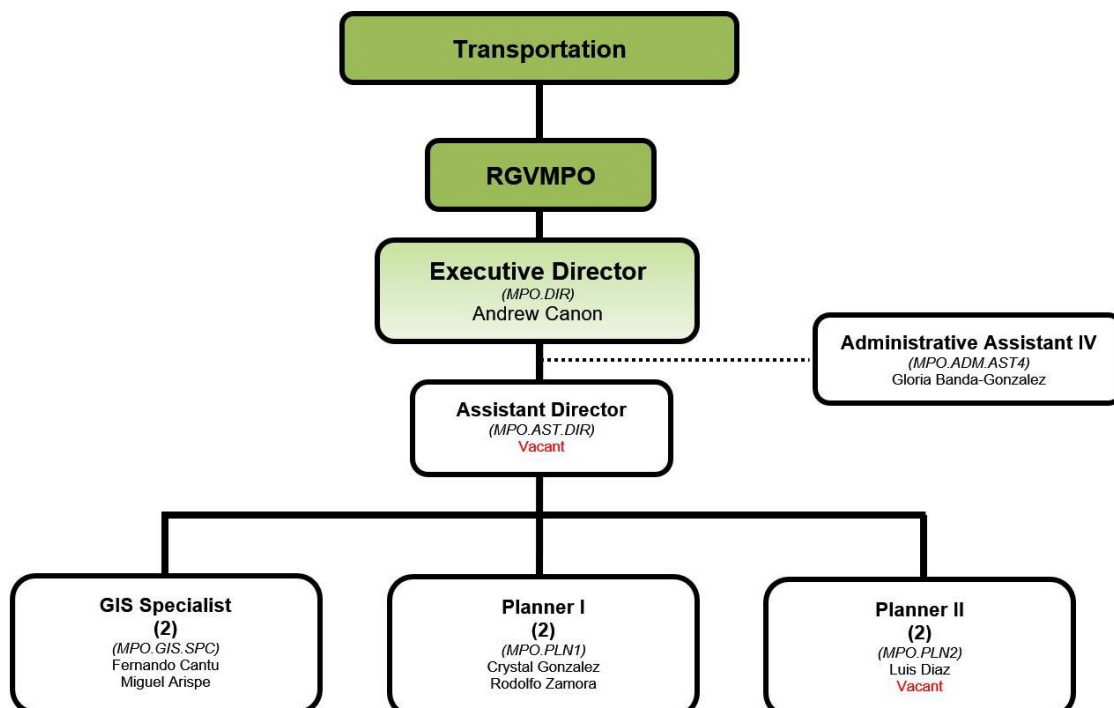 Transportation
RGVMPO
Executive Director
(MPO.DIR)
Andrew Canon
Administrative Assistant IV
(MPO.ADM.AST4)
Gloria Banda-Gonzalez
Assistant Director
(MPO.AST.DIR)
Vacant
GIS Specialist
(2)
(MPO.GIS.SPC)
Fernando Cantu
Miguel Arispe
Planner I
(2)
(MPO.PLN1)
Crystal Gonzalez
Rodolfo Zamora
Planner II
(2)
(MPO.PLN2)
Luis Diaz
Vacant